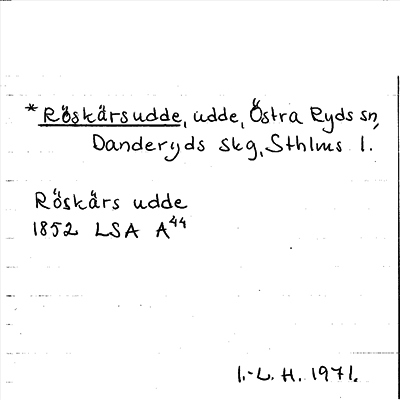 *Röskärsudde, udde, Östra Ryds sn,
Danderyds skg, Sthlms l.
Röskärs udde
1852 LSA A44
I.-L. H. 1971.